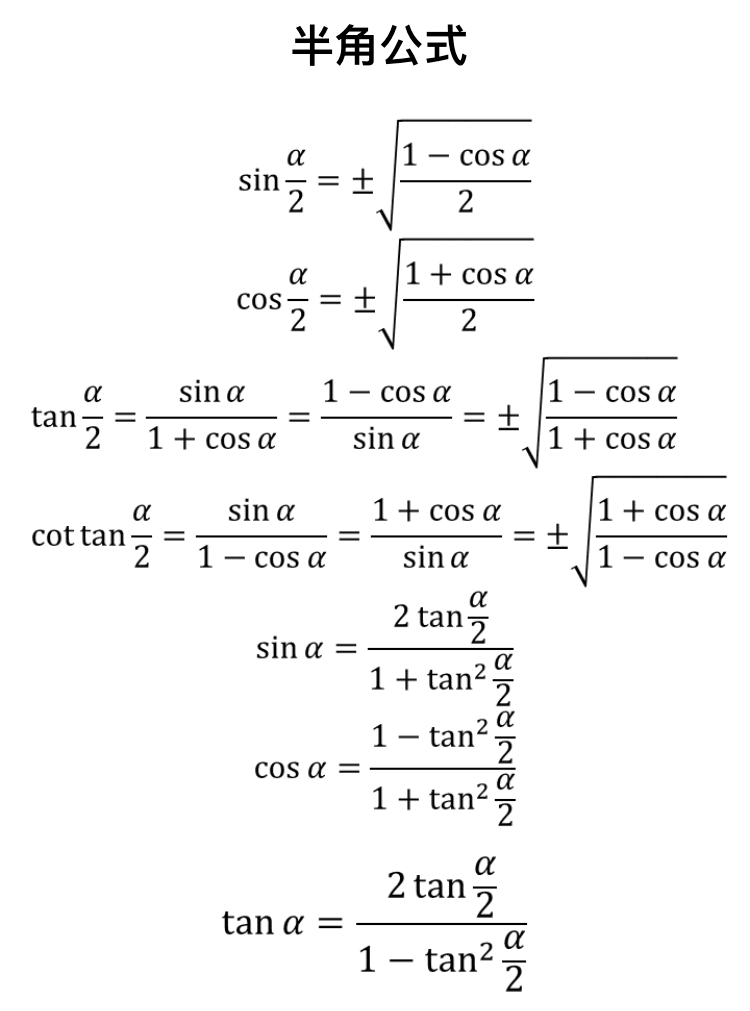 半角公式
sin α/2 = ±√((1 − cos α)/2)
cos α/2 = ±√((1 + cos α)/2)
tan α/2 = sin α/(1 + cos α) = (1 − cos α)/sin α = ±√((1 − cos α)/(1 + cos α))
cot tan α/2 = sin α/(1 − cos α) = (1 + cos α)/sin α = ±√((1 + cos α)/(1 − cos α))
sin α = (2 tan α/2)/(1 + tan² α/2)
cos α = (1 − tan² α/2)/(1 + tan² α/2)
tan α = (2 tan α/2)/(1 − tan² α/2)